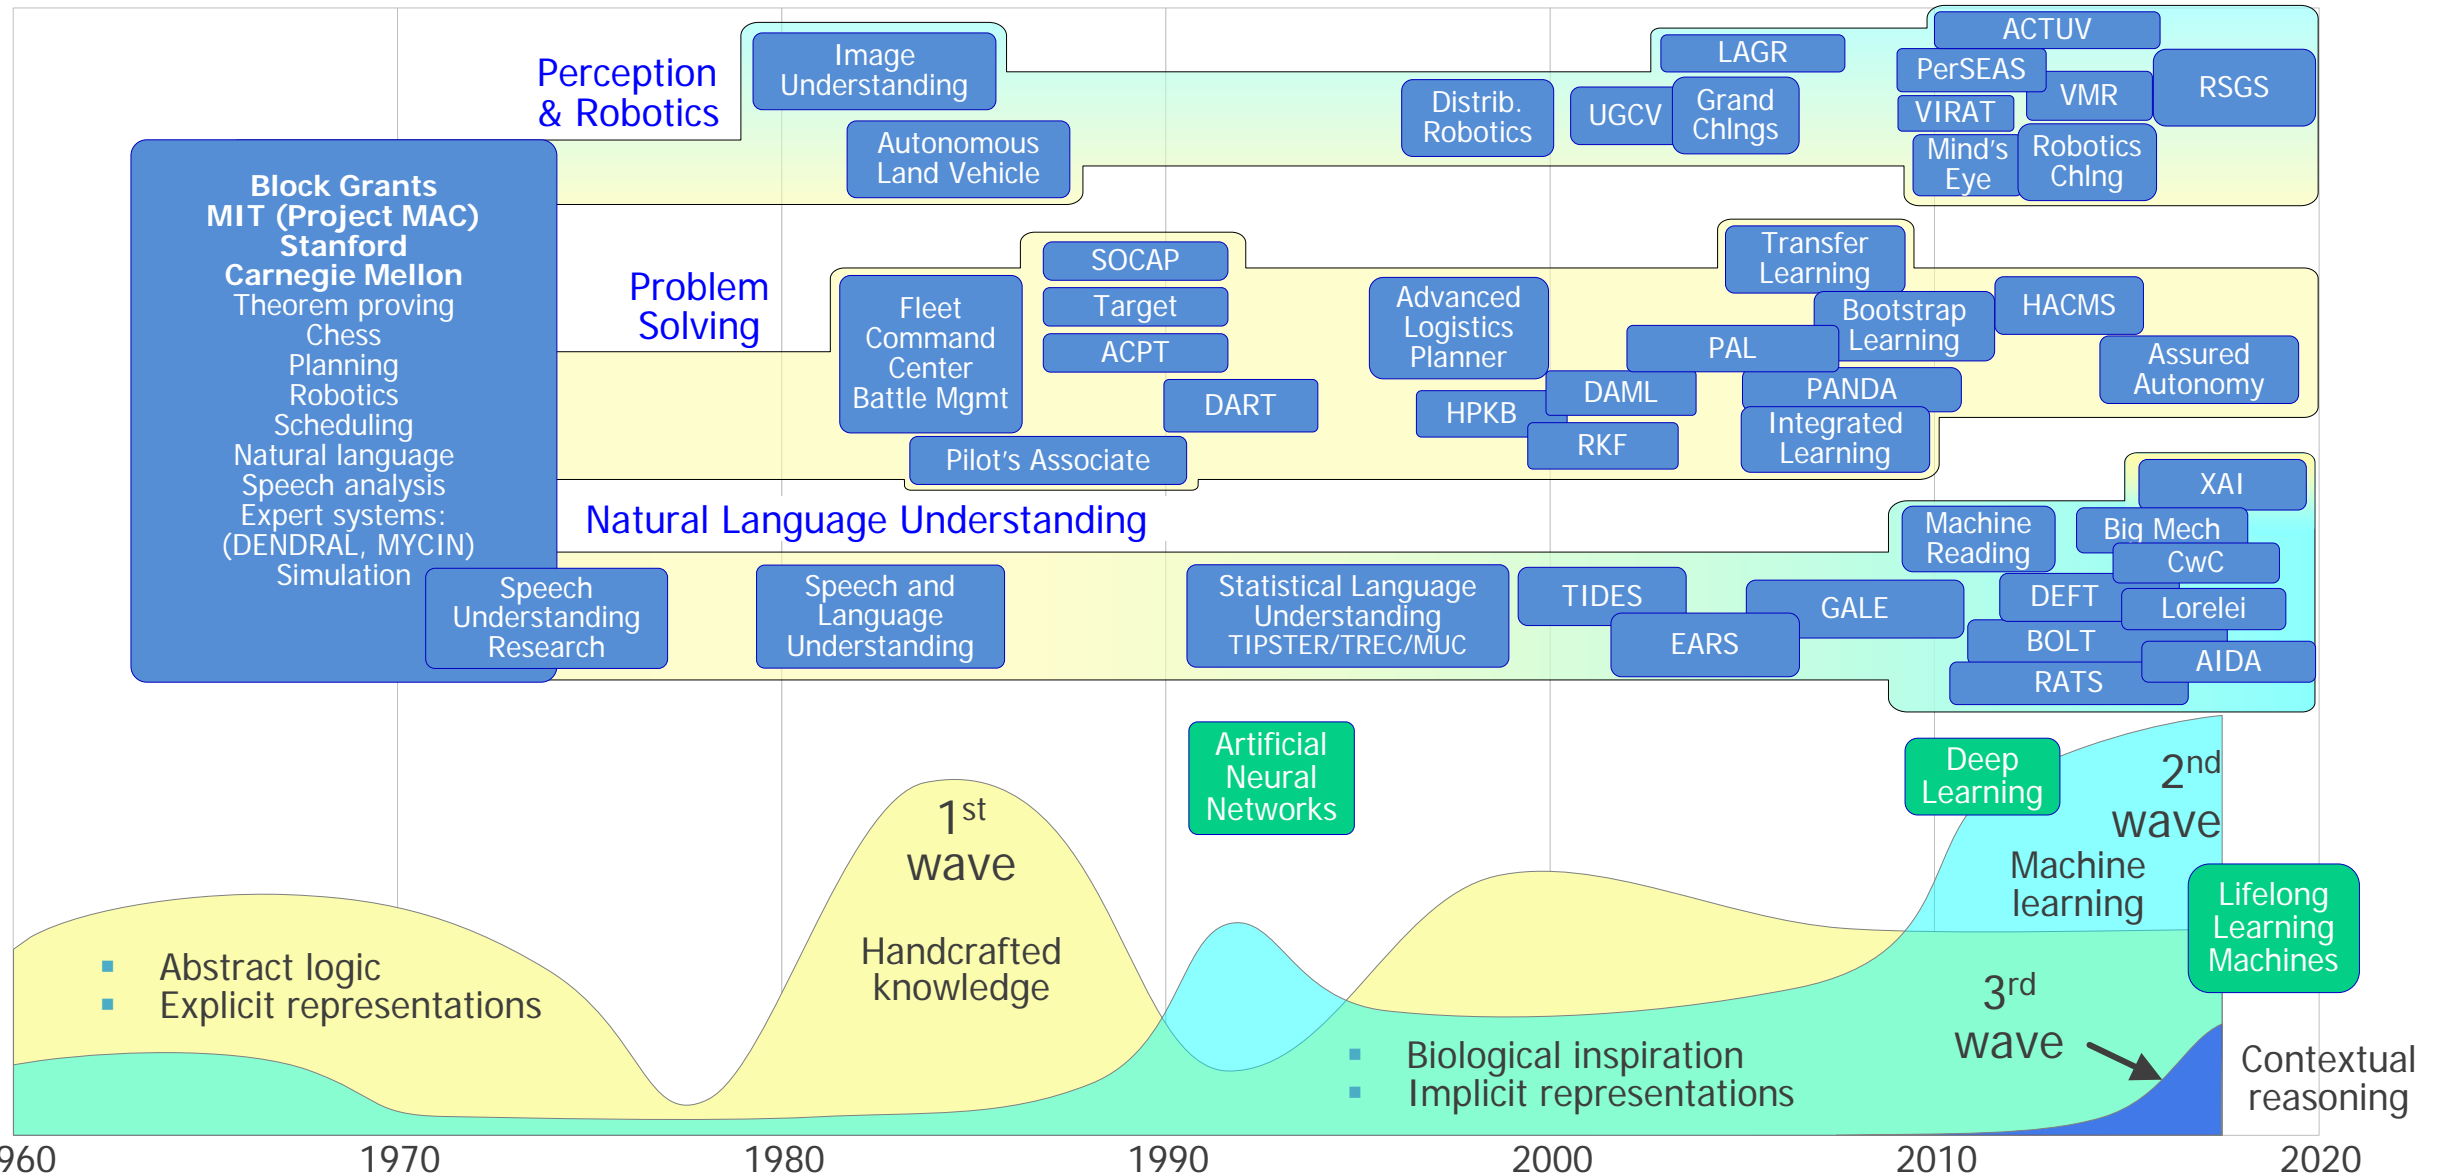 Perception
& Robotics
Image
Understanding
Autonomous
Land Vehicle
Distrib.
Robotics
UGCV
LAGR
Grand
Chlngs
ACTUV
PerSEAS
VIRAT
VMR
RSGS
Mind's
Eye
Robotics
Chlng
Block Grants
MIT (Project MAC)
Stanford
Carnegie Mellon
Theorem proving
Chess
Planning
Robotics
Scheduling
Natural language
Speech analysis
Expert systems:
(DENDRAL, MYCIN)
Simulation
Problem
Solving
Fleet
Command
Center
Battle Mgmt
SOCAP
Target
ACPT
DART
Pilot's Associate
Advanced
Logistics
Planner
HPKB
DAML
RKF
Transfer
Learning
Bootstrap
Learning
PAL
PANDA
Integrated
Learning
HACMS
Assured
Autonomy
Natural Language Understanding
Speech
Understanding
Research
Speech and
Language
Understanding
Statistical Language
Understanding
TIPSTER/TREC/MUC
TIDES
EARS
GALE
Machine
Reading
XAI
Big Mech
CwC
DEFT
Lorelei
BOLT
AIDA
RATS
Artificial
Neural
Networks
Deep
Learning
Lifelong
Learning
Machines
1st
wave
Handcrafted
knowledge
▪ Abstract logic
▪ Explicit representations
2nd
wave
Machine
learning
3rd
wave
▪ Biological inspiration
▪ Implicit representations
Contextual
reasoning
960 1970 1980 1990 2000 2010 2020